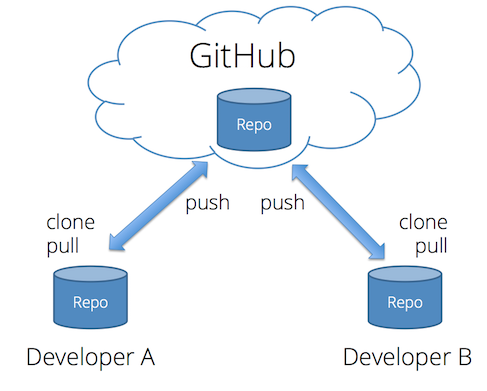 GitHub
Repo
push
push
clone
pull
clone
pull
Repo
Repo
Developer A
Developer B